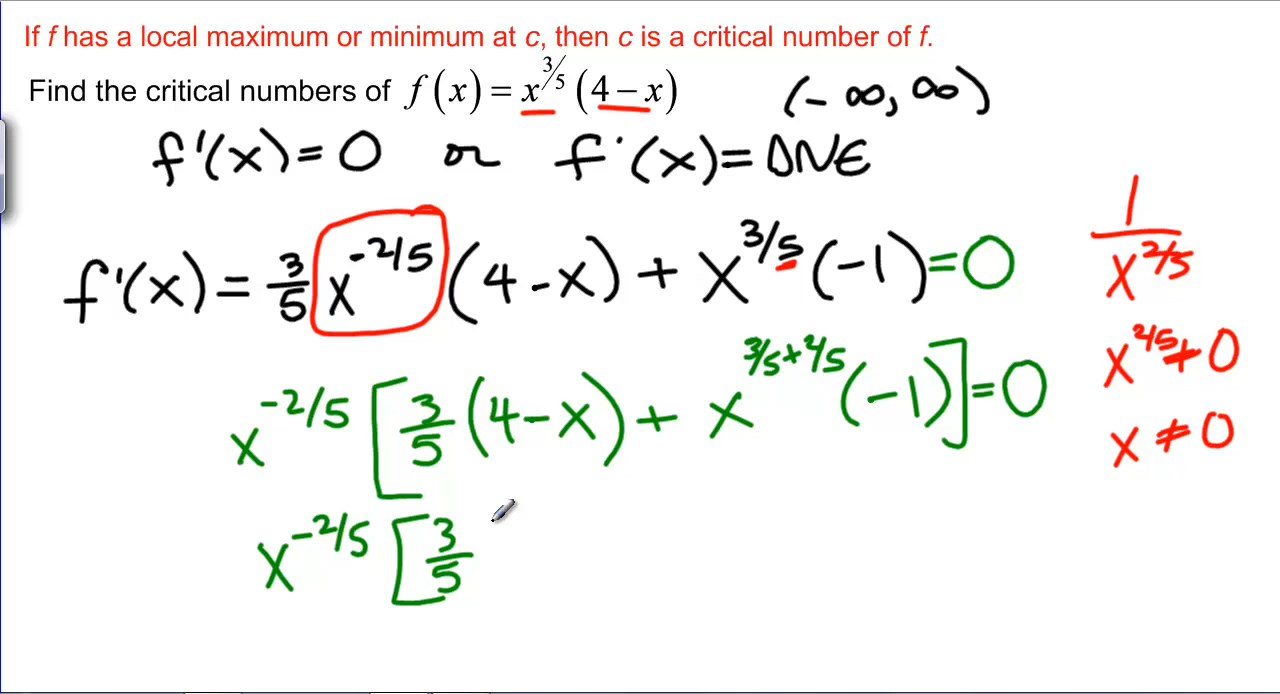 If f has a local maximum or minimum at c, then c is a critical number of f.
Find the critical numbers of f(x) = x^{3/5}(4 − x) (-∞, ∞)
f'(x) = 0 or f'(x) = DNE
f'(x) = 3/5 x^{-2/5} (4-x) + x^{3/5} (-1) = 0
1/x^{2/5}
x^{2/5} ≠ 0
x ≠ 0
x^{-2/5} [3/5 (4-x) + x^{3/5+2/5} (-1)] = 0
x^{-2/5} [3/5